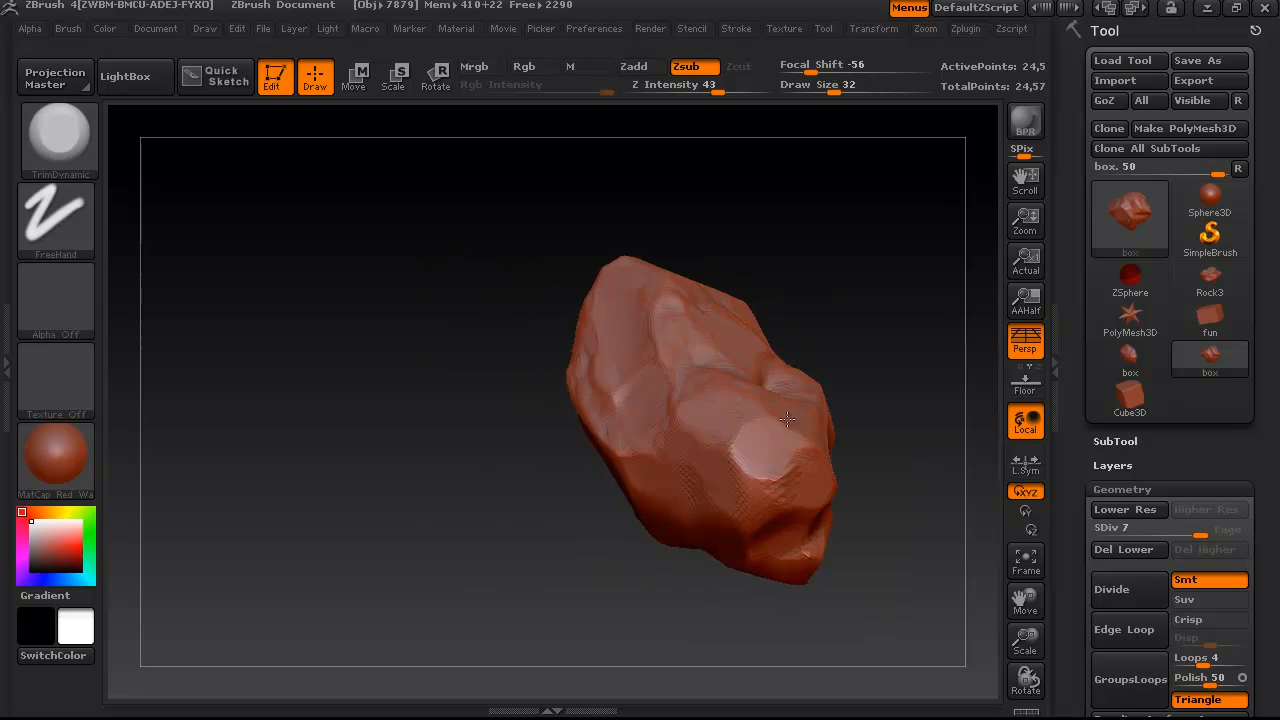 ZBrush 4[ZWBM-BMCU-ADEJ-FYXO] ZBrush Document [Obj▸7879] Mem▸410+22 Free▸2290
Menus DefaultZScript
Alpha Brush Color Document Draw Edit File Layer Light Macro Marker Material Movie Picker Preferences Render Stencil Stroke Texture Tool Transform Zoom Zplugin Zscript
Projection Master
LightBox
Quick Sketch
Edit
Draw
Move
Scale
Rotate
Mrgb Rgb M
Rgb Intensity
Zadd Zsub Zcut
Z Intensity 43
Focal Shift -56
Draw Size 32
ActivePoints: 24,5
TotalPoints: 24,57
TrimDynamic
FreeHand
Alpha Off
Texture Off
MatCap Red Wa
Gradient
SwitchColor
BPR
SPix
Scroll
Zoom
Actual
AAHalf
Persp
Floor
Local
L.Sym
XYZ
Y
Z
Frame
Move
Scale
Rotate
Tool
Load Tool Save As
Import Export
GoZ All Visible R
Clone Make PolyMesh3D
Clone All SubTools
box. 50 R
box
Sphere3D
SimpleBrush
ZSphere
Rock3
PolyMesh3D
fun
box
box
Cube3D
SubTool
Layers
Geometry
Lower Res Higher Res
SDiv 7 Cage
Del Lower Del Higher
Divide
Smt
Suv
Edge Loop
Crisp
Disp
GroupsLoops
Loops 4
Polish 50
Triangle